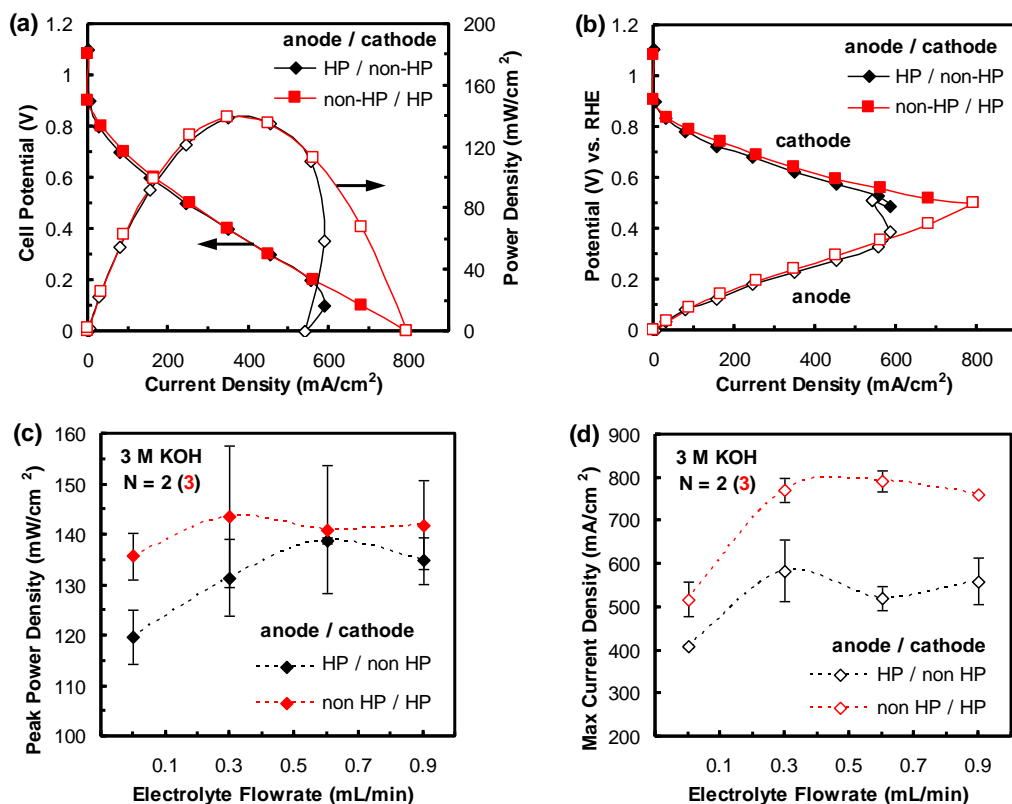 (a)
1.2
1
0.8
0.6
0.4
0.2
0
Cell Potential (V)
anode / cathode
HP / non-HP
non-HP / HP
200
160
120
80
40
0
Power Density (mW/cm2)
0 200 400 600 800
Current Density (mA/cm2)
(b)
1.2
1
0.8
0.6
0.4
0.2
0
Potential (V) vs. RHE
anode / cathode
HP / non-HP
non-HP / HP
cathode
anode
0 200 400 600 800
Current Density (mA/cm2)
(c)
160
150
140
130
120
110
100
Peak Power Density (mW/cm2)
3 M KOH
N = 2 (3)
anode / cathode
HP / non HP
non HP / HP
0.1 0.3 0.5 0.7 0.9
Electrolyte Flowrate (mL/min)
(d)
900
800
700
600
500
400
300
200
Max Current Density (mA/cm2)
3 M KOH
N = 2 (3)
anode / cathode
HP / non HP
non HP / HP
0.1 0.3 0.5 0.7 0.9
Electrolyte Flowrate (mL/min)